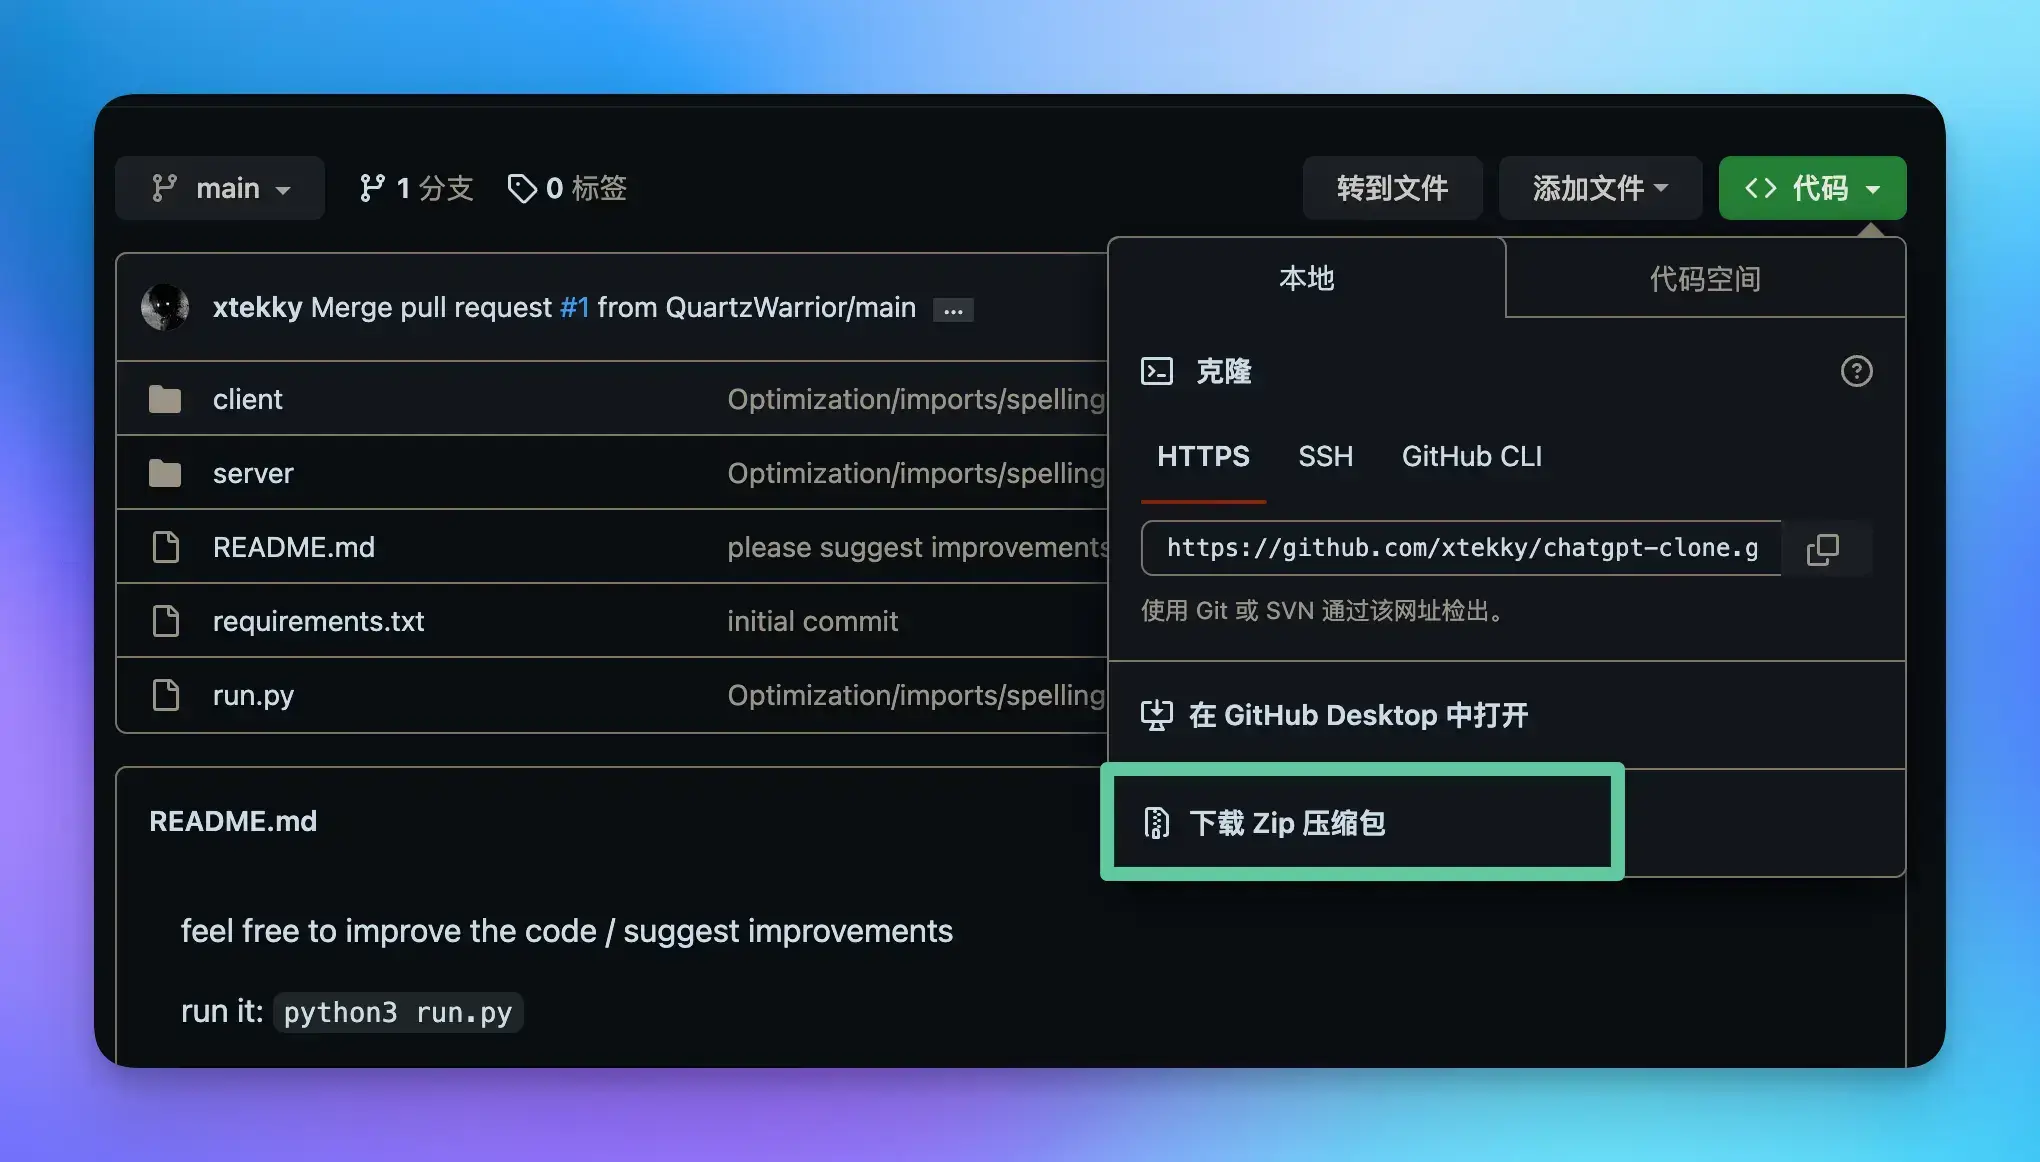 main
1 分支
0 标签
转到文件
添加文件
代码
xtekky Merge pull request #1 from QuartzWarrior/main ...
client
Optimization/imports/spelling
server
Optimization/imports/spelling
README.md
please suggest improvements
requirements.txt
initial commit
run.py
Optimization/imports/spelling
本地
代码空间
克隆
HTTPS
SSH
GitHub CLI
https://github.com/xtekky/chatgpt-clone.g
使用 Git 或 SVN 通过该网址检出。
在 GitHub Desktop 中打开
下载 Zip 压缩包
README.md
feel free to improve the code / suggest improvements
run it: python3 run.py